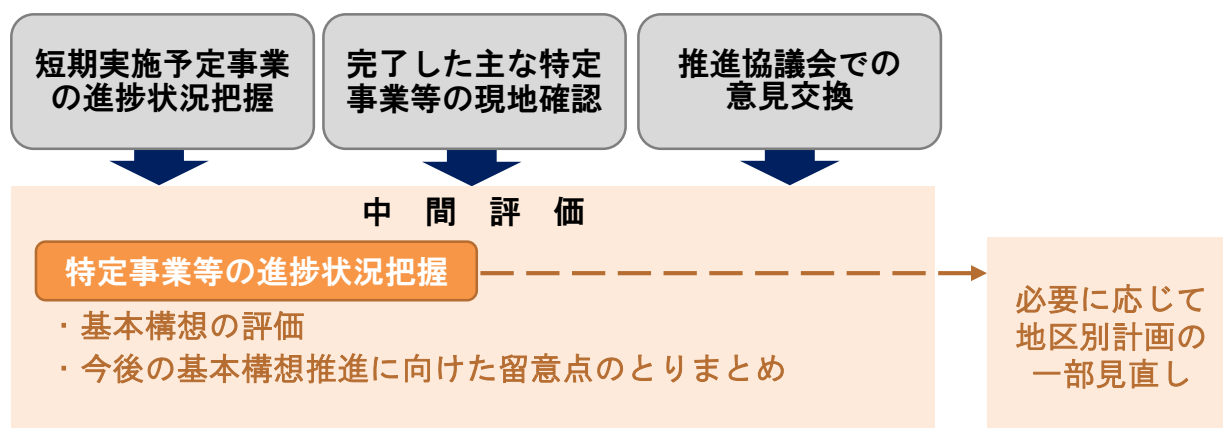 短期実施予定事業
の進捗状況把握
完了した主な特定
事業等の現地確認
推進協議会での
意見交換
中 間 評 価
特定事業等の進捗状況把握
・基本構想の評価
・今後の基本構想推進に向けた留意点のとりまとめ
必要に応じて
地区別計画の
一部見直し